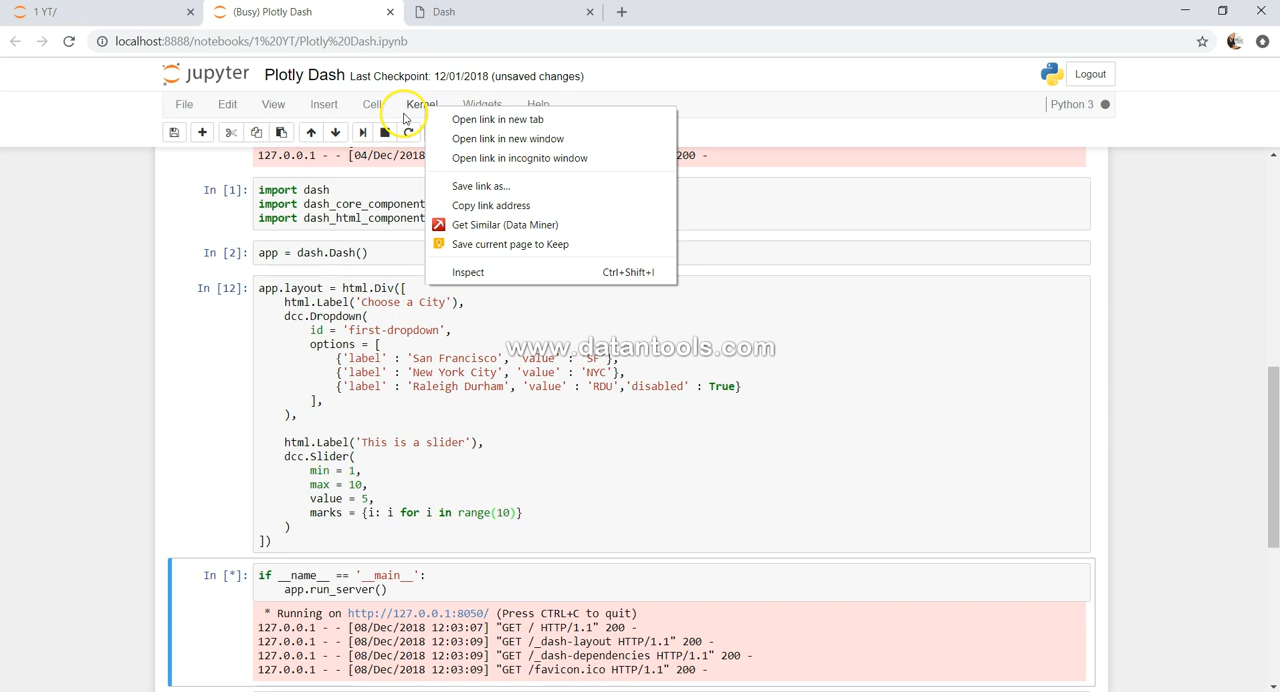 1 YT/
(Busy) Plotly Dash
Dash
localhost:8888/notebooks/1%20YT/Plotly%20Dash.ipynb
jupyter Plotly Dash Last Checkpoint: 12/01/2018 (unsaved changes)
Logout
File Edit View Insert Cell Kernel Widgets Help
Python 3
Open link in new tab
Open link in new window
Open link in incognito window
Save link as...
Copy link address
Get Similar (Data Miner)
Save current page to Keep
Inspect Ctrl+Shift+I
127.0.0.1 - - [04/Dec/2018 200 -
In [1]: import dash
import dash_core_component
import dash_html_component
In [2]: app = dash.Dash()
In [12]: app.layout = html.Div([
html.Label('Choose a City'),
dcc.Dropdown(
id = 'first-dropdown',
options = [
{'label' : 'San Francisco', 'value' : 'SF'},
{'label' : 'New York City', 'value' : 'NYC'},
{'label' : 'Raleigh Durham', 'value' : 'RDU','disabled' : True}
],
),
html.Label('This is a slider'),
dcc.Slider(
min = 1,
max = 10,
value = 5,
marks = {i: i for i in range(10)}
)
])
www.datantools.com
In [*]: if __name__ == '__main__':
app.run_server()
* Running on http://127.0.0.1:8050/ (Press CTRL+C to quit)
127.0.0.1 - - [08/Dec/2018 12:03:07] "GET / HTTP/1.1" 200 -
127.0.0.1 - - [08/Dec/2018 12:03:09] "GET /_dash-layout HTTP/1.1" 200 -
127.0.0.1 - - [08/Dec/2018 12:03:09] "GET /_dash-dependencies HTTP/1.1" 200 -
127.0.0.1 - - [08/Dec/2018 12:03:09] "GET /favicon.ico HTTP/1.1" 200 -